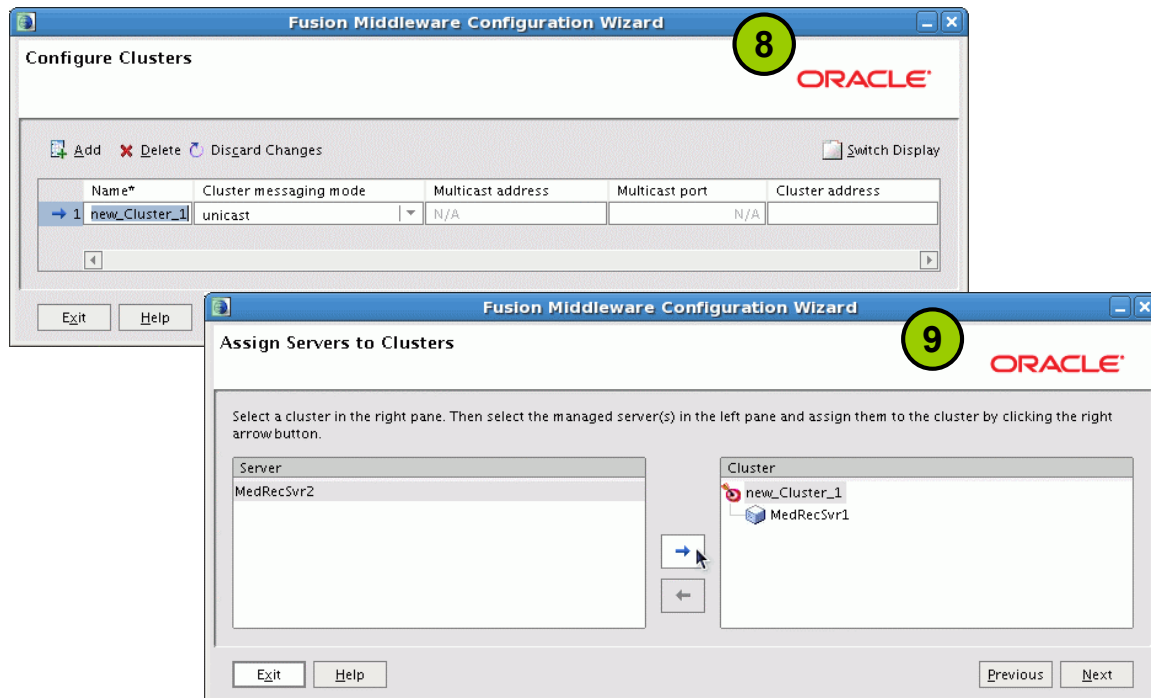 Fusion Middleware Configuration Wizard
8
Configure Clusters
ORACLE
Add Delete Discard Changes Switch Display
Name* Cluster messaging mode Multicast address Multicast port Cluster address
1 new_Cluster_1 unicast N/A N/A
Exit Help
Fusion Middleware Configuration Wizard
9
Assign Servers to Clusters
ORACLE
Select a cluster in the right pane. Then select the managed server(s) in the left pane and assign them to the cluster by clicking the right
arrow button.
Server
MedRecSvr2
Cluster
new_Cluster_1
MedRecSvr1
Exit Help Previous Next